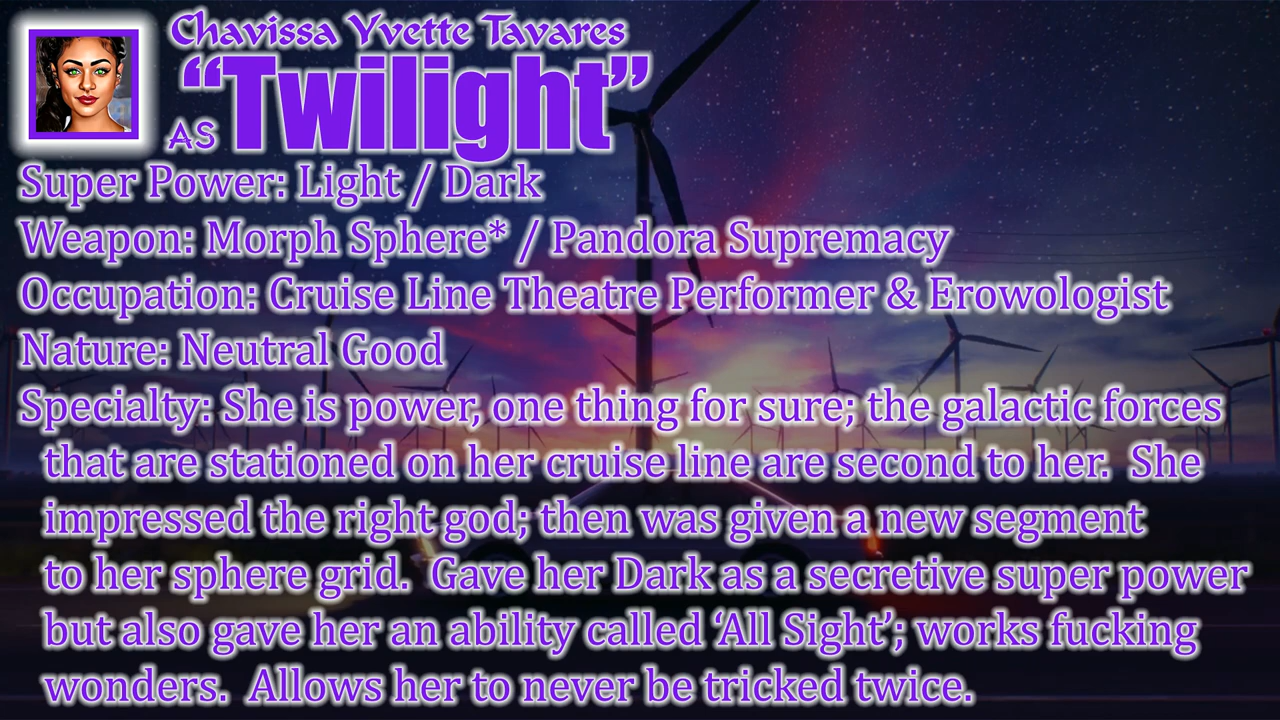 Chavissa Yvette Tavares
AS “Twilight”
Super Power: Light / Dark
Weapon: Morph Sphere* / Pandora Supremacy
Occupation: Cruise Line Theatre Performer & Erowologist
Nature: Neutral Good
Specialty: She is power, one thing for sure; the galactic forces
that are stationed on her cruise line are second to her.  She
impressed the right god; then was given a new segment
to her sphere grid.  Gave her Dark as a secretive super power
but also gave her an ability called ‘All Sight’; works fucking
wonders.  Allows her to never be tricked twice.